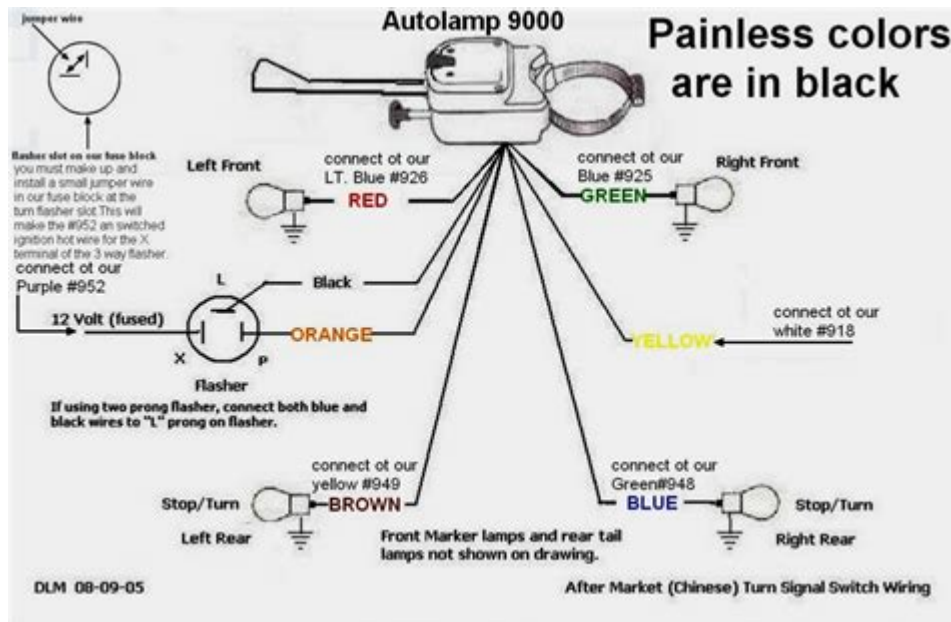 jumper wire
Autolamp 9000
Painless colors
are in black
flasher slot on our fuse block
you must make up and
install a small jumper wire
in our fuse block at the
turn flasher slot.This will
make the #952 an switched
ignition hot wire for the X
terminal of the 3 way flasher.
connect ot our
Purple #952
Left Front
connect ot our
LT. Blue #926
RED
connect ot our
Blue #925
GREEN
Right Front
L
Black
12 Volt (fused)
ORANGE
X
P
Flasher
YELLOW
connect ot our
white #918
If using two prong flasher, connect both blue and
black wires to "L" prong on flasher.
connect ot our
yellow #949
Stop/Turn
BROWN
Left Rear
connect ot our
Green#948
BLUE
Stop/Turn
Right Rear
Front Marker lamps and rear tail
lamps not shown on drawing.
DLM 08-09-05
After Market (Chinese) Turn Signal Switch Wiring